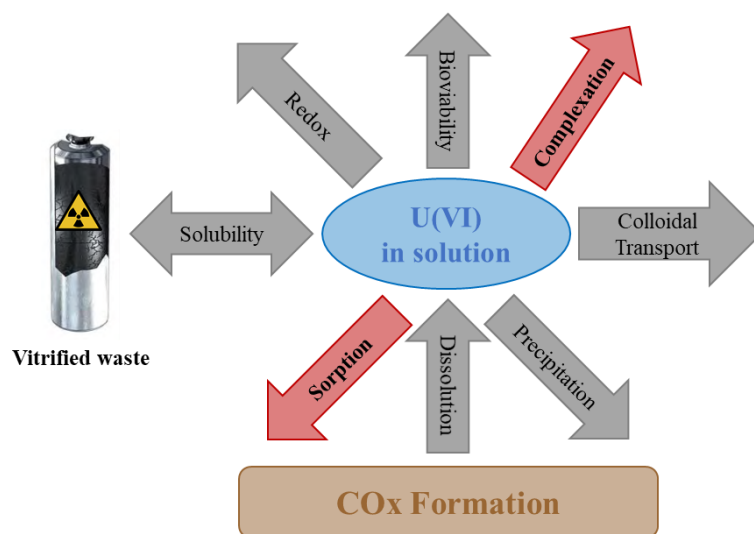 Redox
Bioviability
Complexation
Solubility
U(VI)
in solution
Colloidal
Transport
Vitrified waste
Sorption
Dissolution
Precipitation
COx Formation